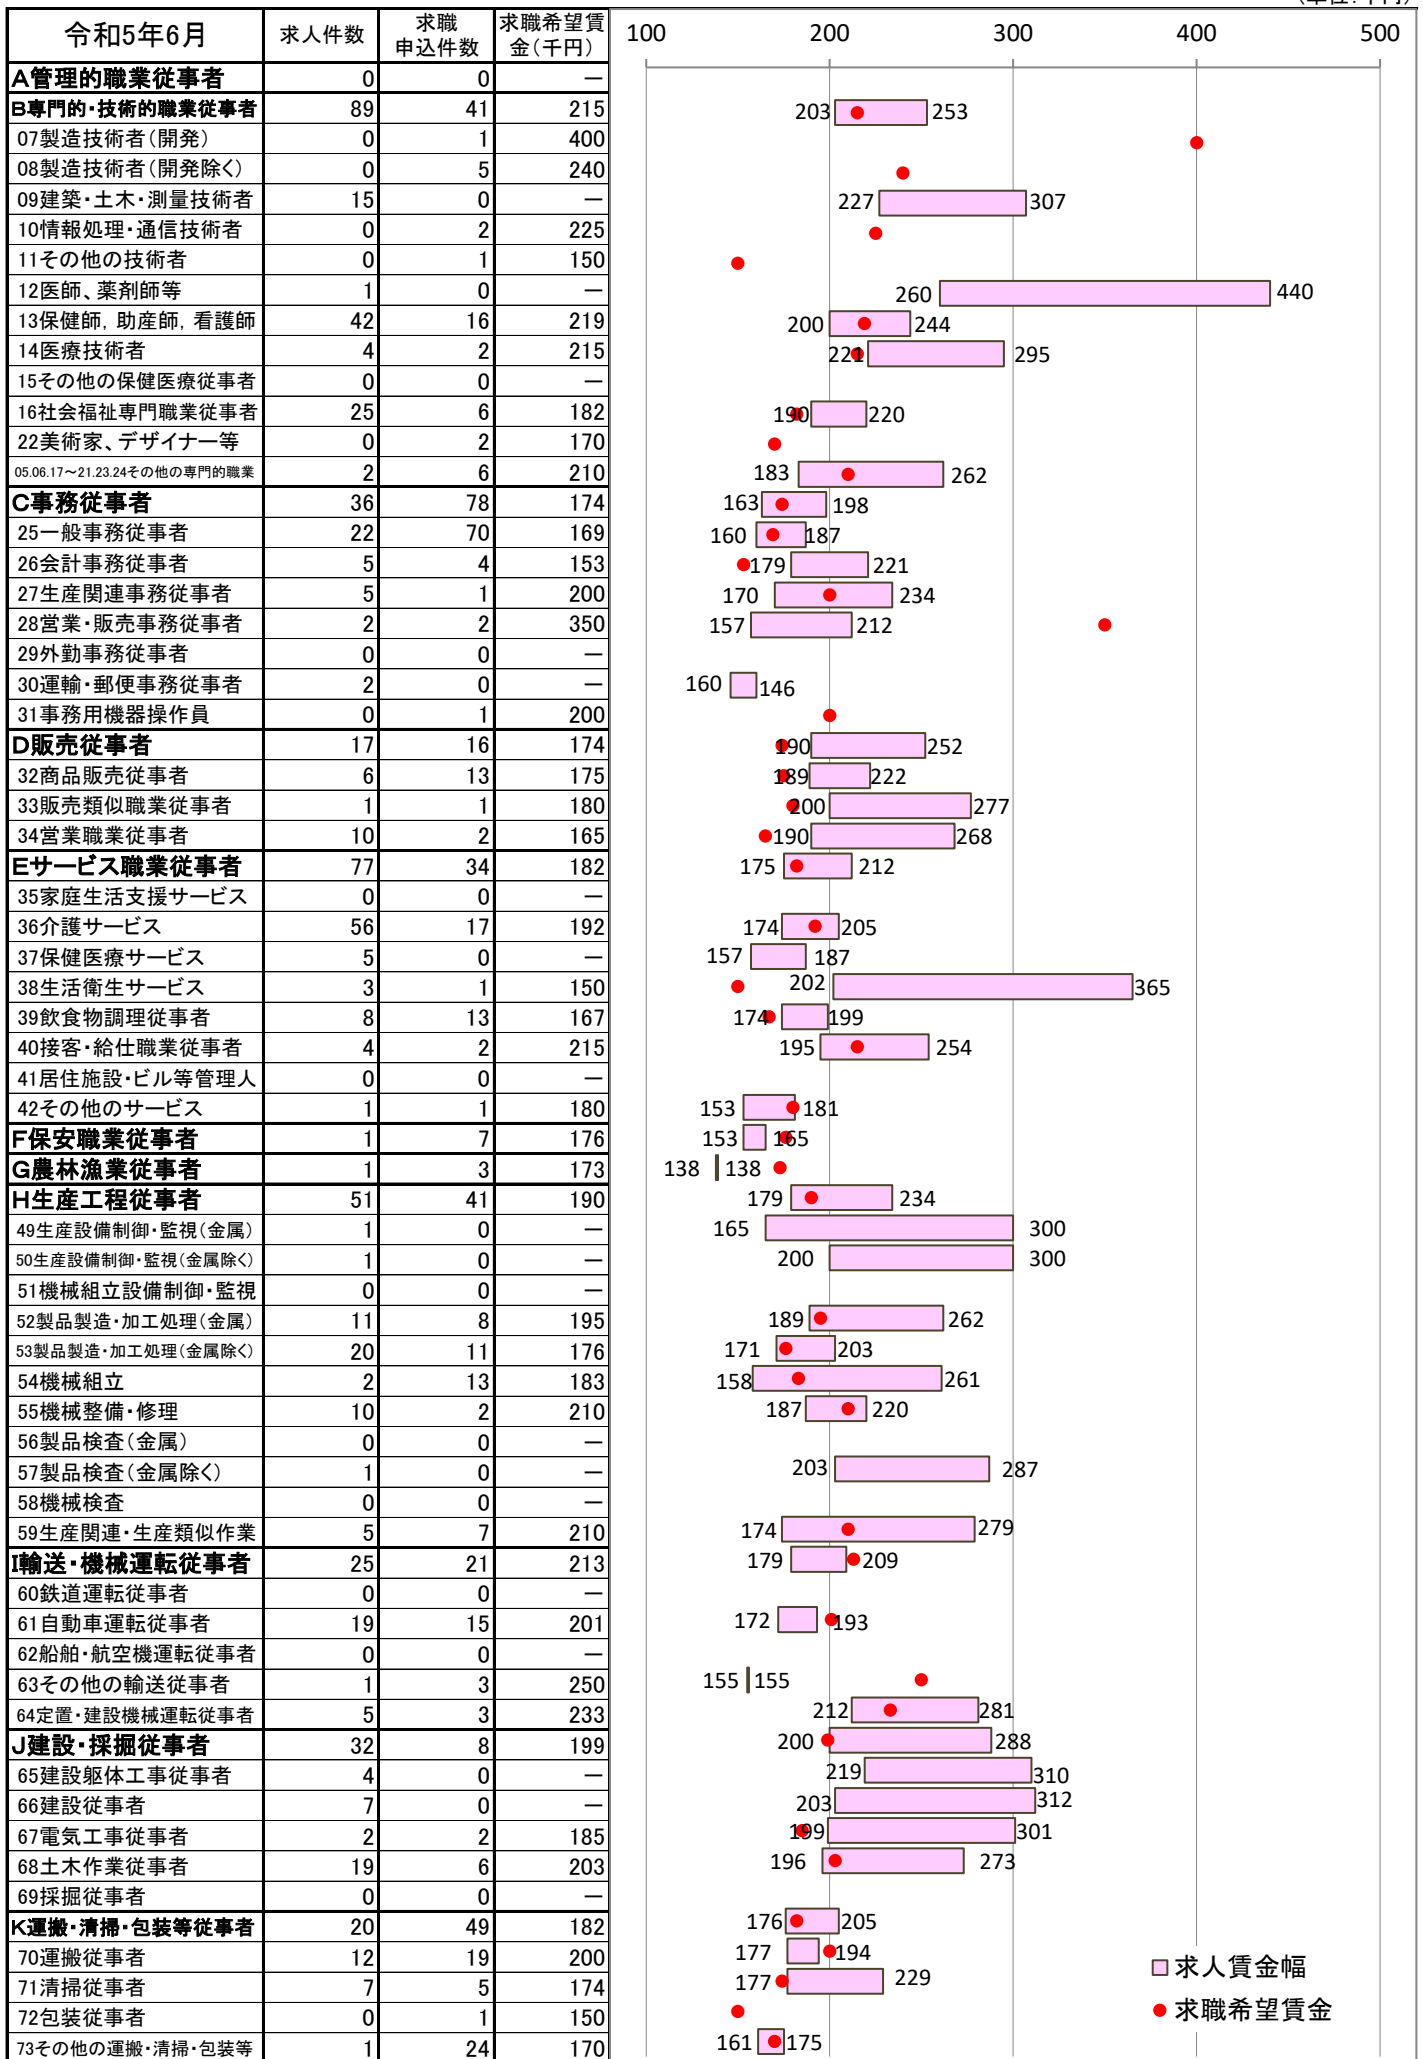 (単位:千円)
令和5年6月 求人件数 求職申込件数 求職希望賃金(千円) 100 200 300 400 500
A管理的職業従事者 0 0 －
B専門的・技術的職業従事者 89 41 215 203 253
07製造技術者(開発) 0 1 400
08製造技術者(開発除く) 0 5 240
09建築・土木・測量技術者 15 0 － 227 307
10情報処理・通信技術者 0 2 225
11その他の技術者 0 1 150
12医師、薬剤師等 1 0 － 260 440
13保健師,助産師,看護師 42 16 219 200 244
14医療技術者 4 2 215 221 295
15その他の保健医療従事者 0 0 －
16社会福祉専門職業従事者 25 6 182 190 220
22美術家、デザイナー等 0 2 170
05.06.17～21.23.24その他の専門的職業 2 6 210 183 262
C事務従事者 36 78 174 163 198
25一般事務従事者 22 70 169 160 187
26会計事務従事者 5 4 153 179 221
27生産関連事務従事者 5 1 200 170 234
28営業・販売事務従事者 2 2 350 157 212
29外勤事務従事者 0 0 －
30運輸・郵便事務従事者 2 0 － 160 146
31事務用機器操作員 0 1 200
D販売従事者 17 16 174 190 252
32商品販売従事者 6 13 175 189 222
33販売類似職業従事者 1 1 180 200 277
34営業職業従事者 10 2 165 190 268
Eサービス職業従事者 77 34 182 175 212
35家庭生活支援サービス 0 0 －
36介護サービス 56 17 192 174 205
37保健医療サービス 5 0 － 157 187
38生活衛生サービス 3 1 150 202 365
39飲食物調理従事者 8 13 167 174 199
40接客・給仕職業従事者 4 2 215 195 254
41居住施設・ビル等管理人 0 0 －
42その他のサービス 1 1 180 153 181
F保安職業従事者 1 7 176 153 165
G農林漁業従事者 1 3 173 138 138
H生産工程従事者 51 41 190 179 234
49生産設備制御・監視(金属) 1 0 － 165 300
50生産設備制御・監視(金属除く) 1 0 － 200 300
51機械組立設備制御・監視 0 0 －
52製品製造・加工処理(金属) 11 8 195 189 262
53製品製造・加工処理(金属除く) 20 11 176 171 203
54機械組立 2 13 183 158 261
55機械整備・修理 10 2 210 187 220
56製品検査(金属) 0 0 －
57製品検査(金属除く) 1 0 － 203 287
58機械検査 0 0 －
59生産関連・生産類似作業 5 7 210 174 279
I輸送・機械運転従事者 25 21 213 179 209
60鉄道運転従事者 0 0 －
61自動車運転従事者 19 15 201 172 193
62船舶・航空機運転従事者 0 0 －
63その他の輸送従事者 1 3 250 155 155
64定置・建設機械運転従事者 5 3 233 212 281
J建設・採掘従事者 32 8 199 200 288
65建設躯体工事従事者 4 0 － 219 310
66建設従事者 7 0 － 203 312
67電気工事従事者 2 2 185 199 301
68土木作業従事者 19 6 203 196 273
69採掘従事者 0 0 －
K運搬・清掃・包装等従事者 20 49 182 176 205
70運搬従事者 12 19 200 177 194
71清掃従事者 7 5 174 177 229
72包装従事者 0 1 150
73その他の運搬・清掃・包装等 1 24 170 161 175
求人賃金幅
求職希望賃金